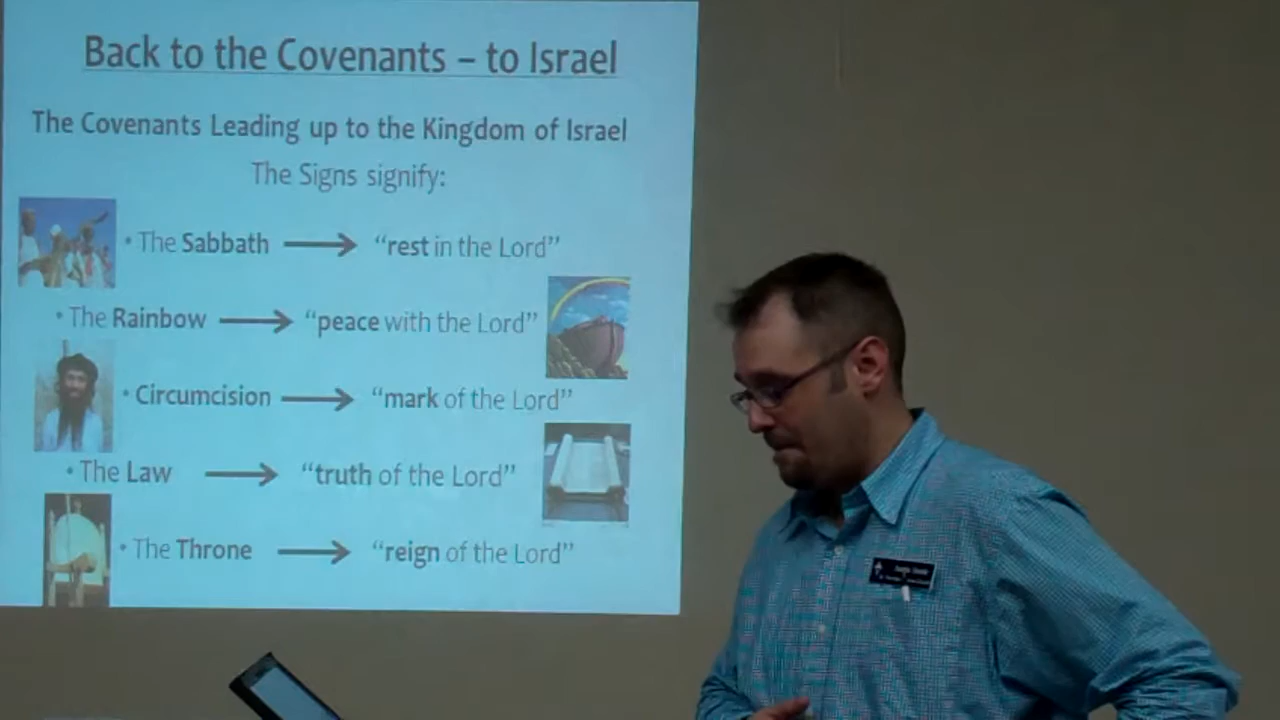 Back to the Covenants – to Israel
The Covenants Leading up to the Kingdom of Israel
The Signs signify:
• The Sabbath → “rest in the Lord”
• The Rainbow → “peace with the Lord”
• Circumcision → “mark of the Lord”
• The Law → “truth of the Lord”
• The Throne → “reign of the Lord”